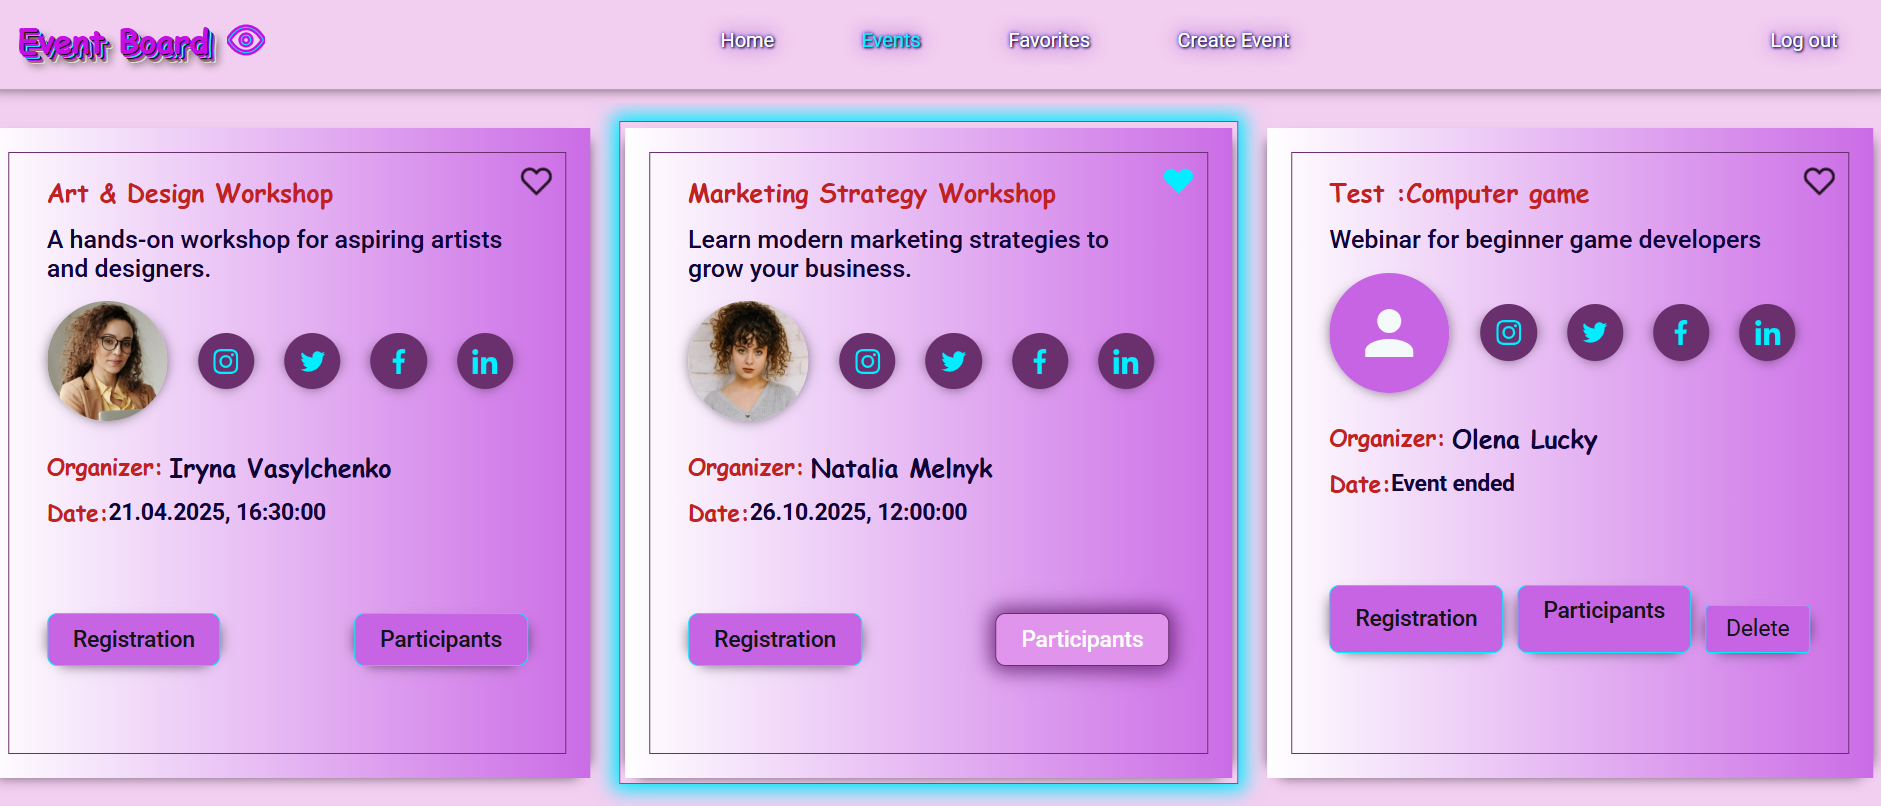 Event Board
Home
Events
Favorites
Create Event
Log out
Art & Design Workshop
A hands-on workshop for aspiring artists
and designers.
Organizer: Iryna Vasylchenko
Date:21.04.2025, 16:30:00
Registration
Participants
Marketing Strategy Workshop
Learn modern marketing strategies to
grow your business.
Organizer: Natalia Melnyk
Date:26.10.2025, 12:00:00
Registration
Participants
Test :Computer game
Webinar for beginner game developers
Organizer: Olena Lucky
Date:Event ended
Registration
Participants
Delete